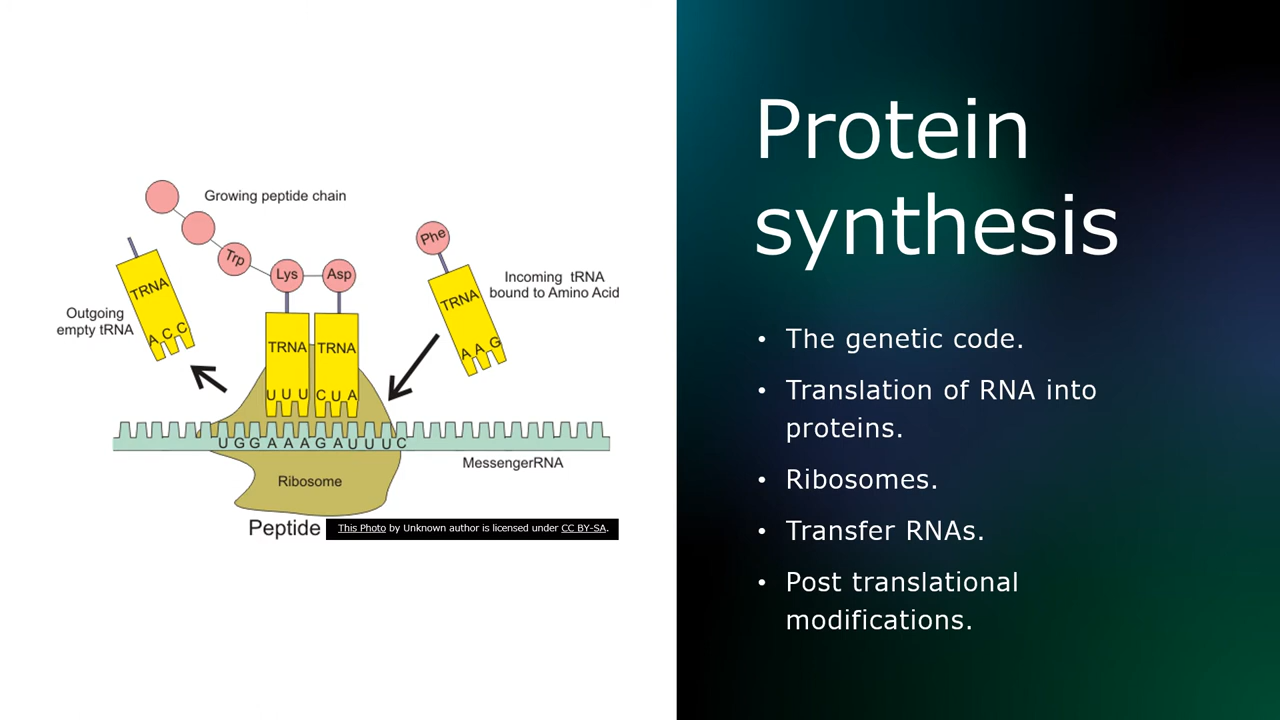 Growing peptide chain
Phe
Trp
Lys
Asp
TRNA
TRNA
Incoming tRNA
bound to Amino Acid
Outgoing
empty tRNA
A C C
TRNA
TRNA
A A G
U U U
C U A
U G G A A A G A U U U C
MessengerRNA
Ribosome
Peptide
This Photo by Unknown author is licensed under CC BY-SA.
Protein
synthesis
• The genetic code.
• Translation of RNA into
proteins.
• Ribosomes.
• Transfer RNAs.
• Post translational
modifications.